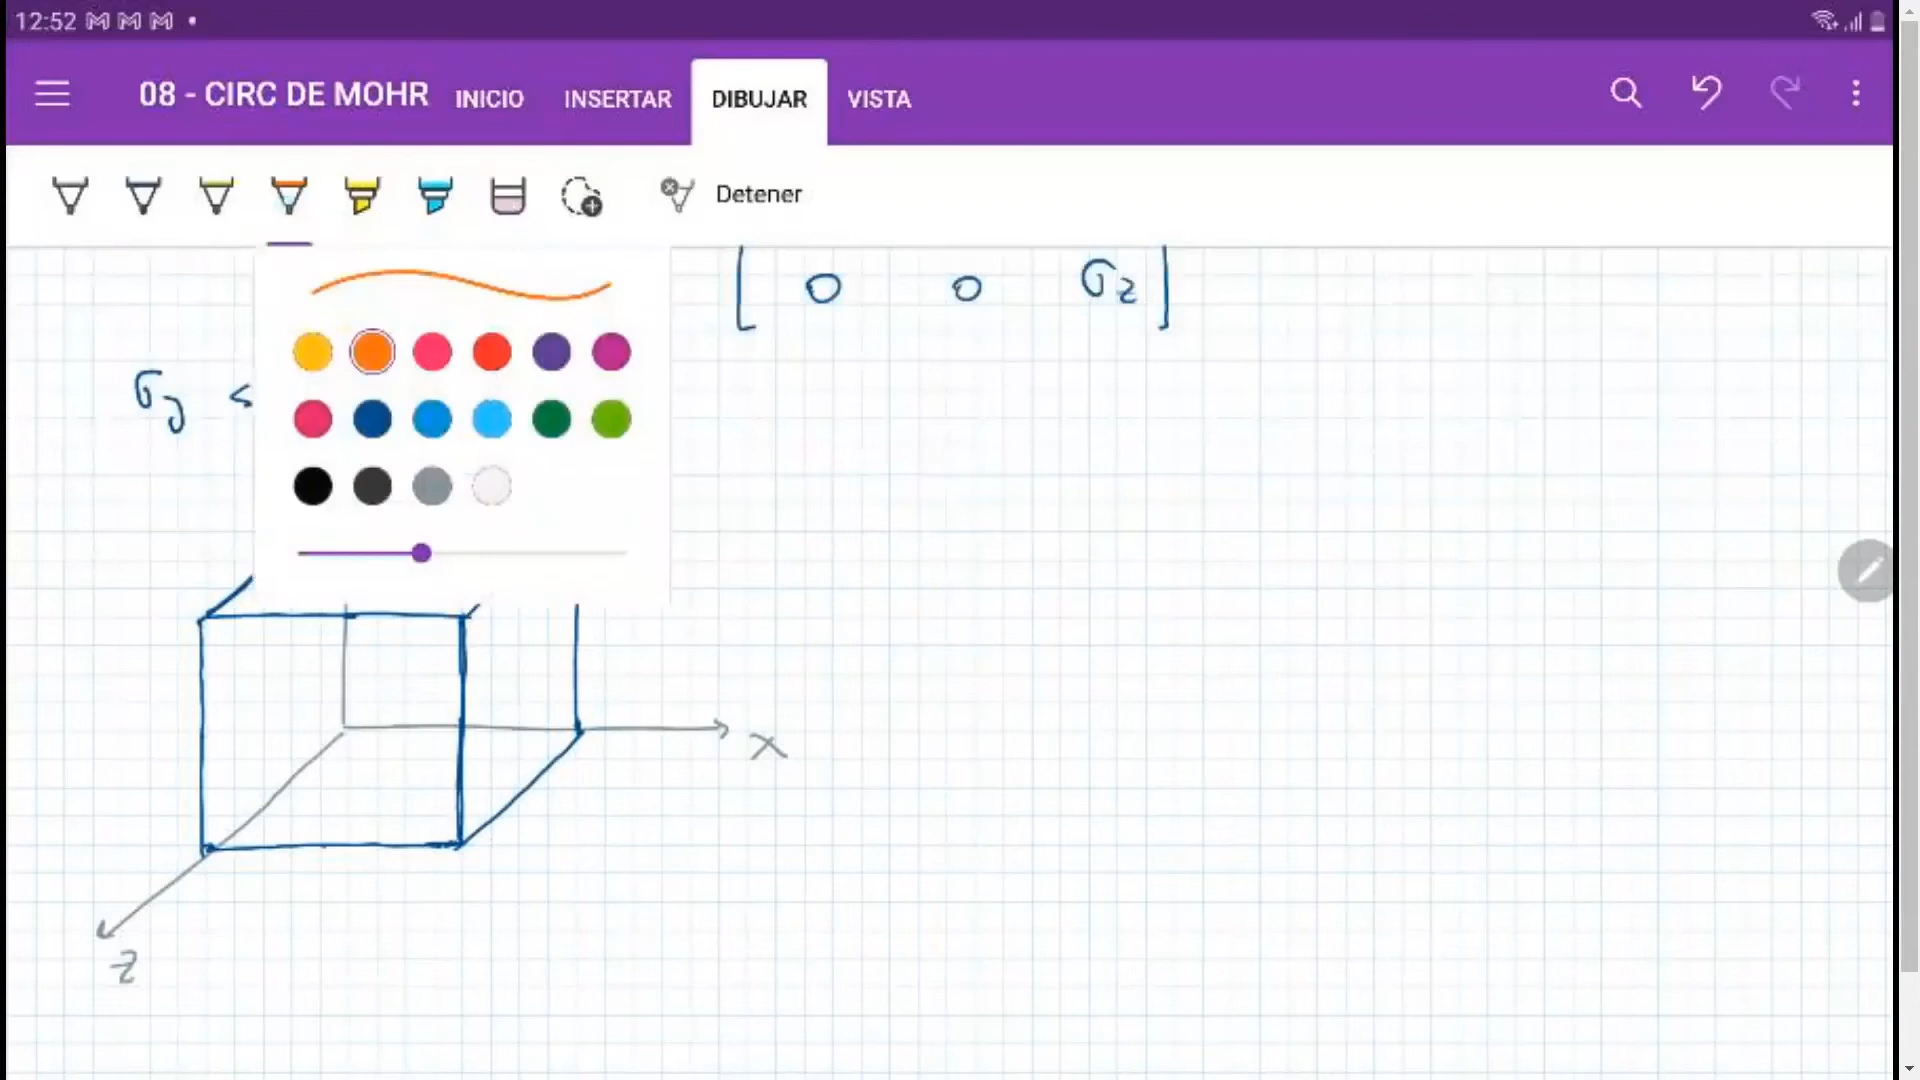 12:52
08 - CIRC DE MOHR INICIO INSERTAR DIBUJAR VISTA
Detener
0 0 σz
σy <
x
z